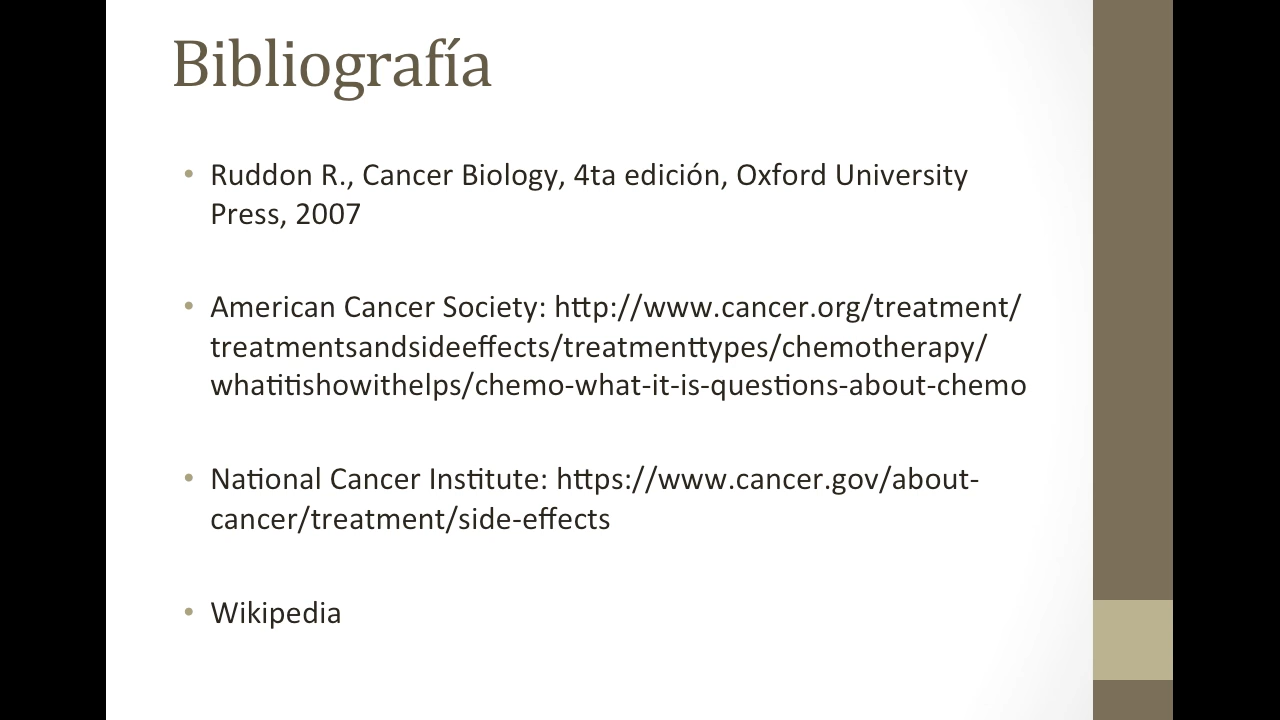 Bibliografía
• Ruddon R., Cancer Biology, 4ta edición, Oxford University
Press, 2007
• American Cancer Society: http://www.cancer.org/treatment/
treatmentsandsideeffects/treatmenttypes/chemotherapy/
whatitishowithelps/chemo-what-it-is-questions-about-chemo
• National Cancer Institute: https://www.cancer.gov/about-
cancer/treatment/side-effects
• Wikipedia